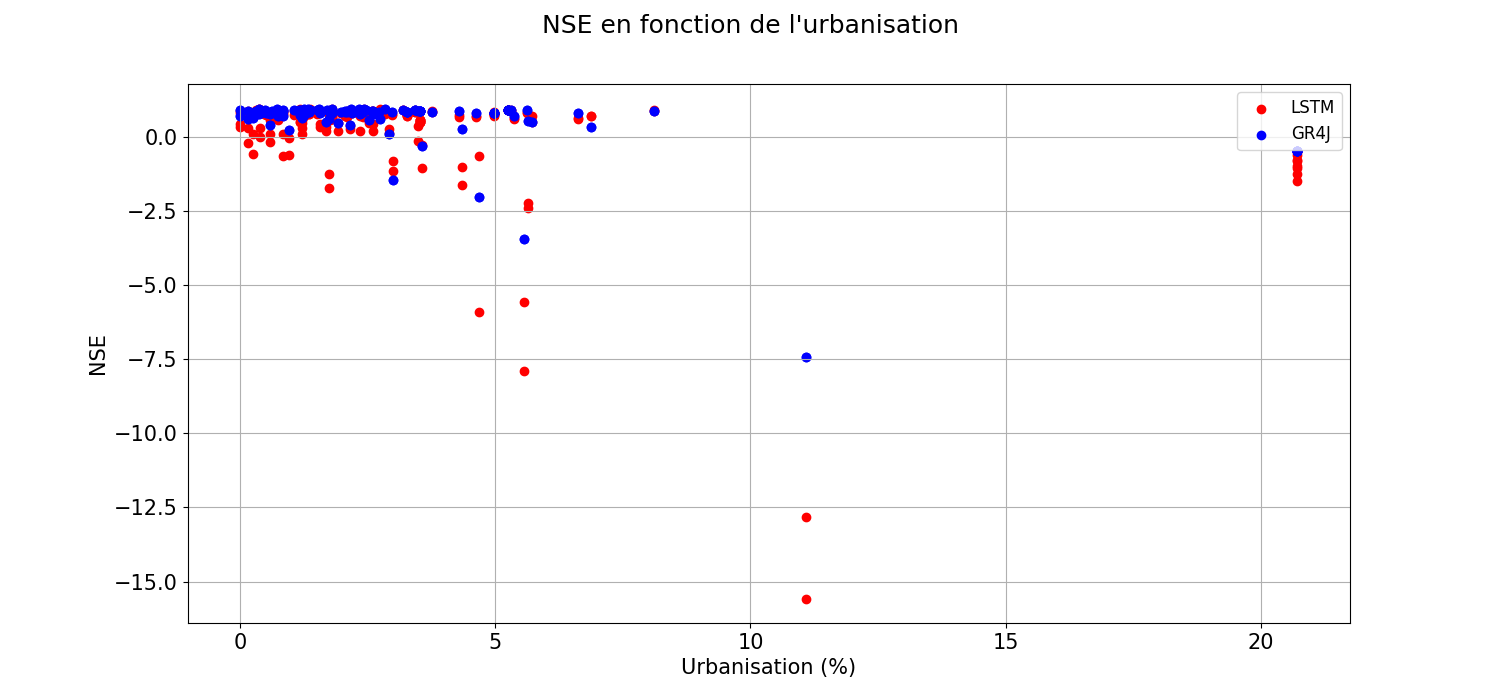 NSE en fonction de l'urbanisation
LSTM
GR4J
0.0
−2.5
−5.0
−7.5
−10.0
−12.5
−15.0
NSE
0 5 10 15 20
Urbanisation (%)